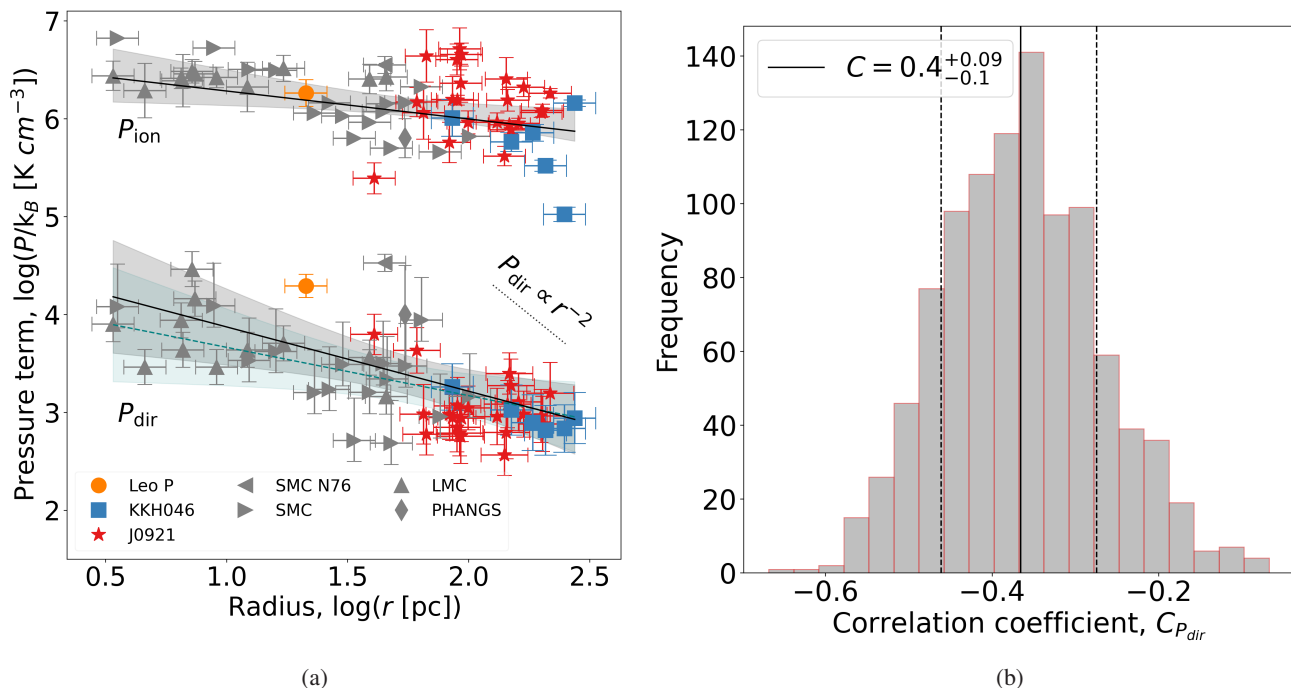 7
6
5
4
3
2
Pressure term, log(P/k_B [K cm^{-3}])
P_ion
P_dir
P_dir ∝ r^{-2}
Leo P
KKH046
J0921
SMC N76
SMC
LMC
PHANGS
0.5 1.0 1.5 2.0 2.5
Radius, log(r [pc])
(a)
140
120
100
80
60
40
20
0
Frequency
C = 0.4^{+0.09}_{-0.1}
−0.6 −0.4 −0.2
Correlation coefficient, C_{P_{dir}}
(b)